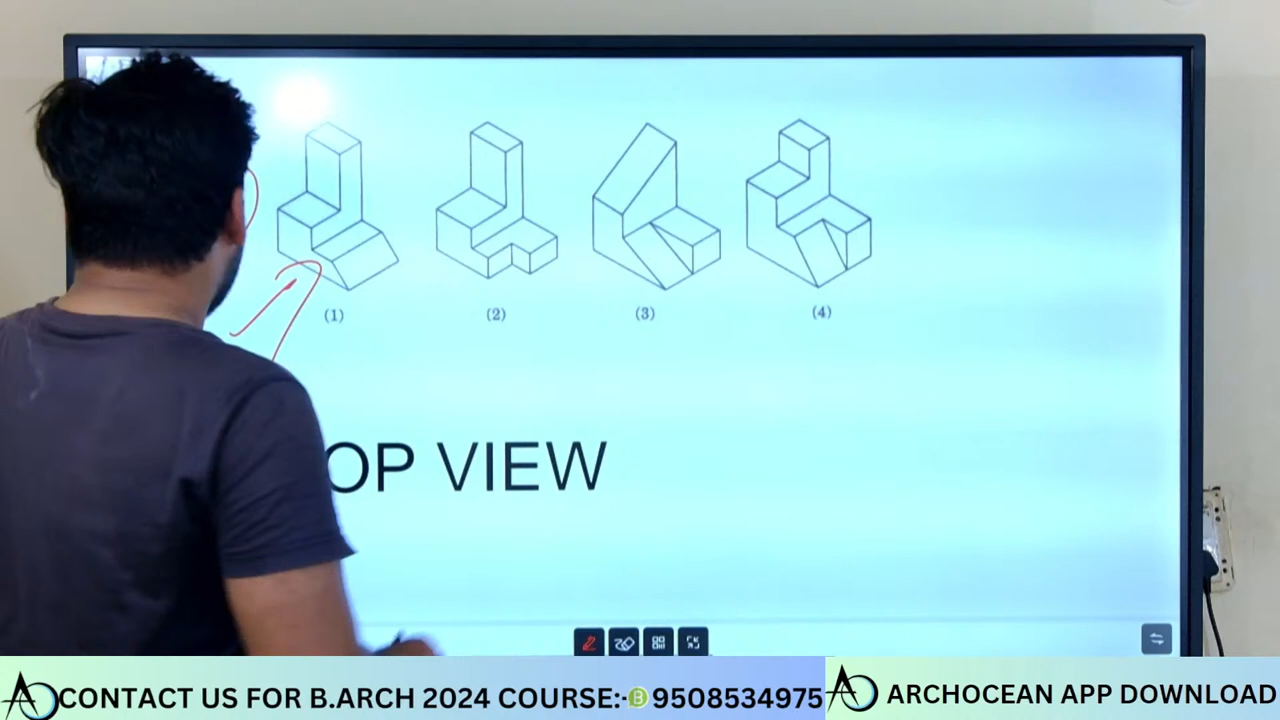 (1) (2) (3) (4)
OP VIEW
CONTACT US FOR B.ARCH 2024 COURSE:- 9508534975
ARCHOCEAN APP DOWNLOAD